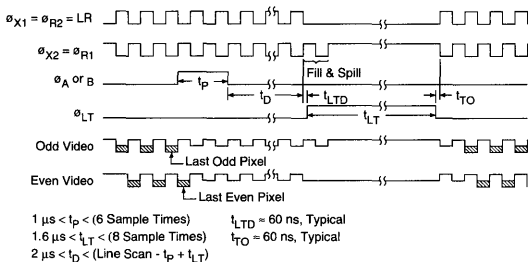 øX1 = øR2 = LR
øX2 = øR1
Fill & Spill
øA or B
tP
tD
tLTD
tTO
øLT
tLT
Odd Video
Last Odd Pixel
Even Video
Last Even Pixel
1 µs < tP < (6 Sample Times) tLTD ≈ 60 ns, Typical
1.6 µs < tLT < (8 Sample Times) tTO ≈ 60 ns, Typical
2 µs < tD < (Line Scan - tP + tLT)